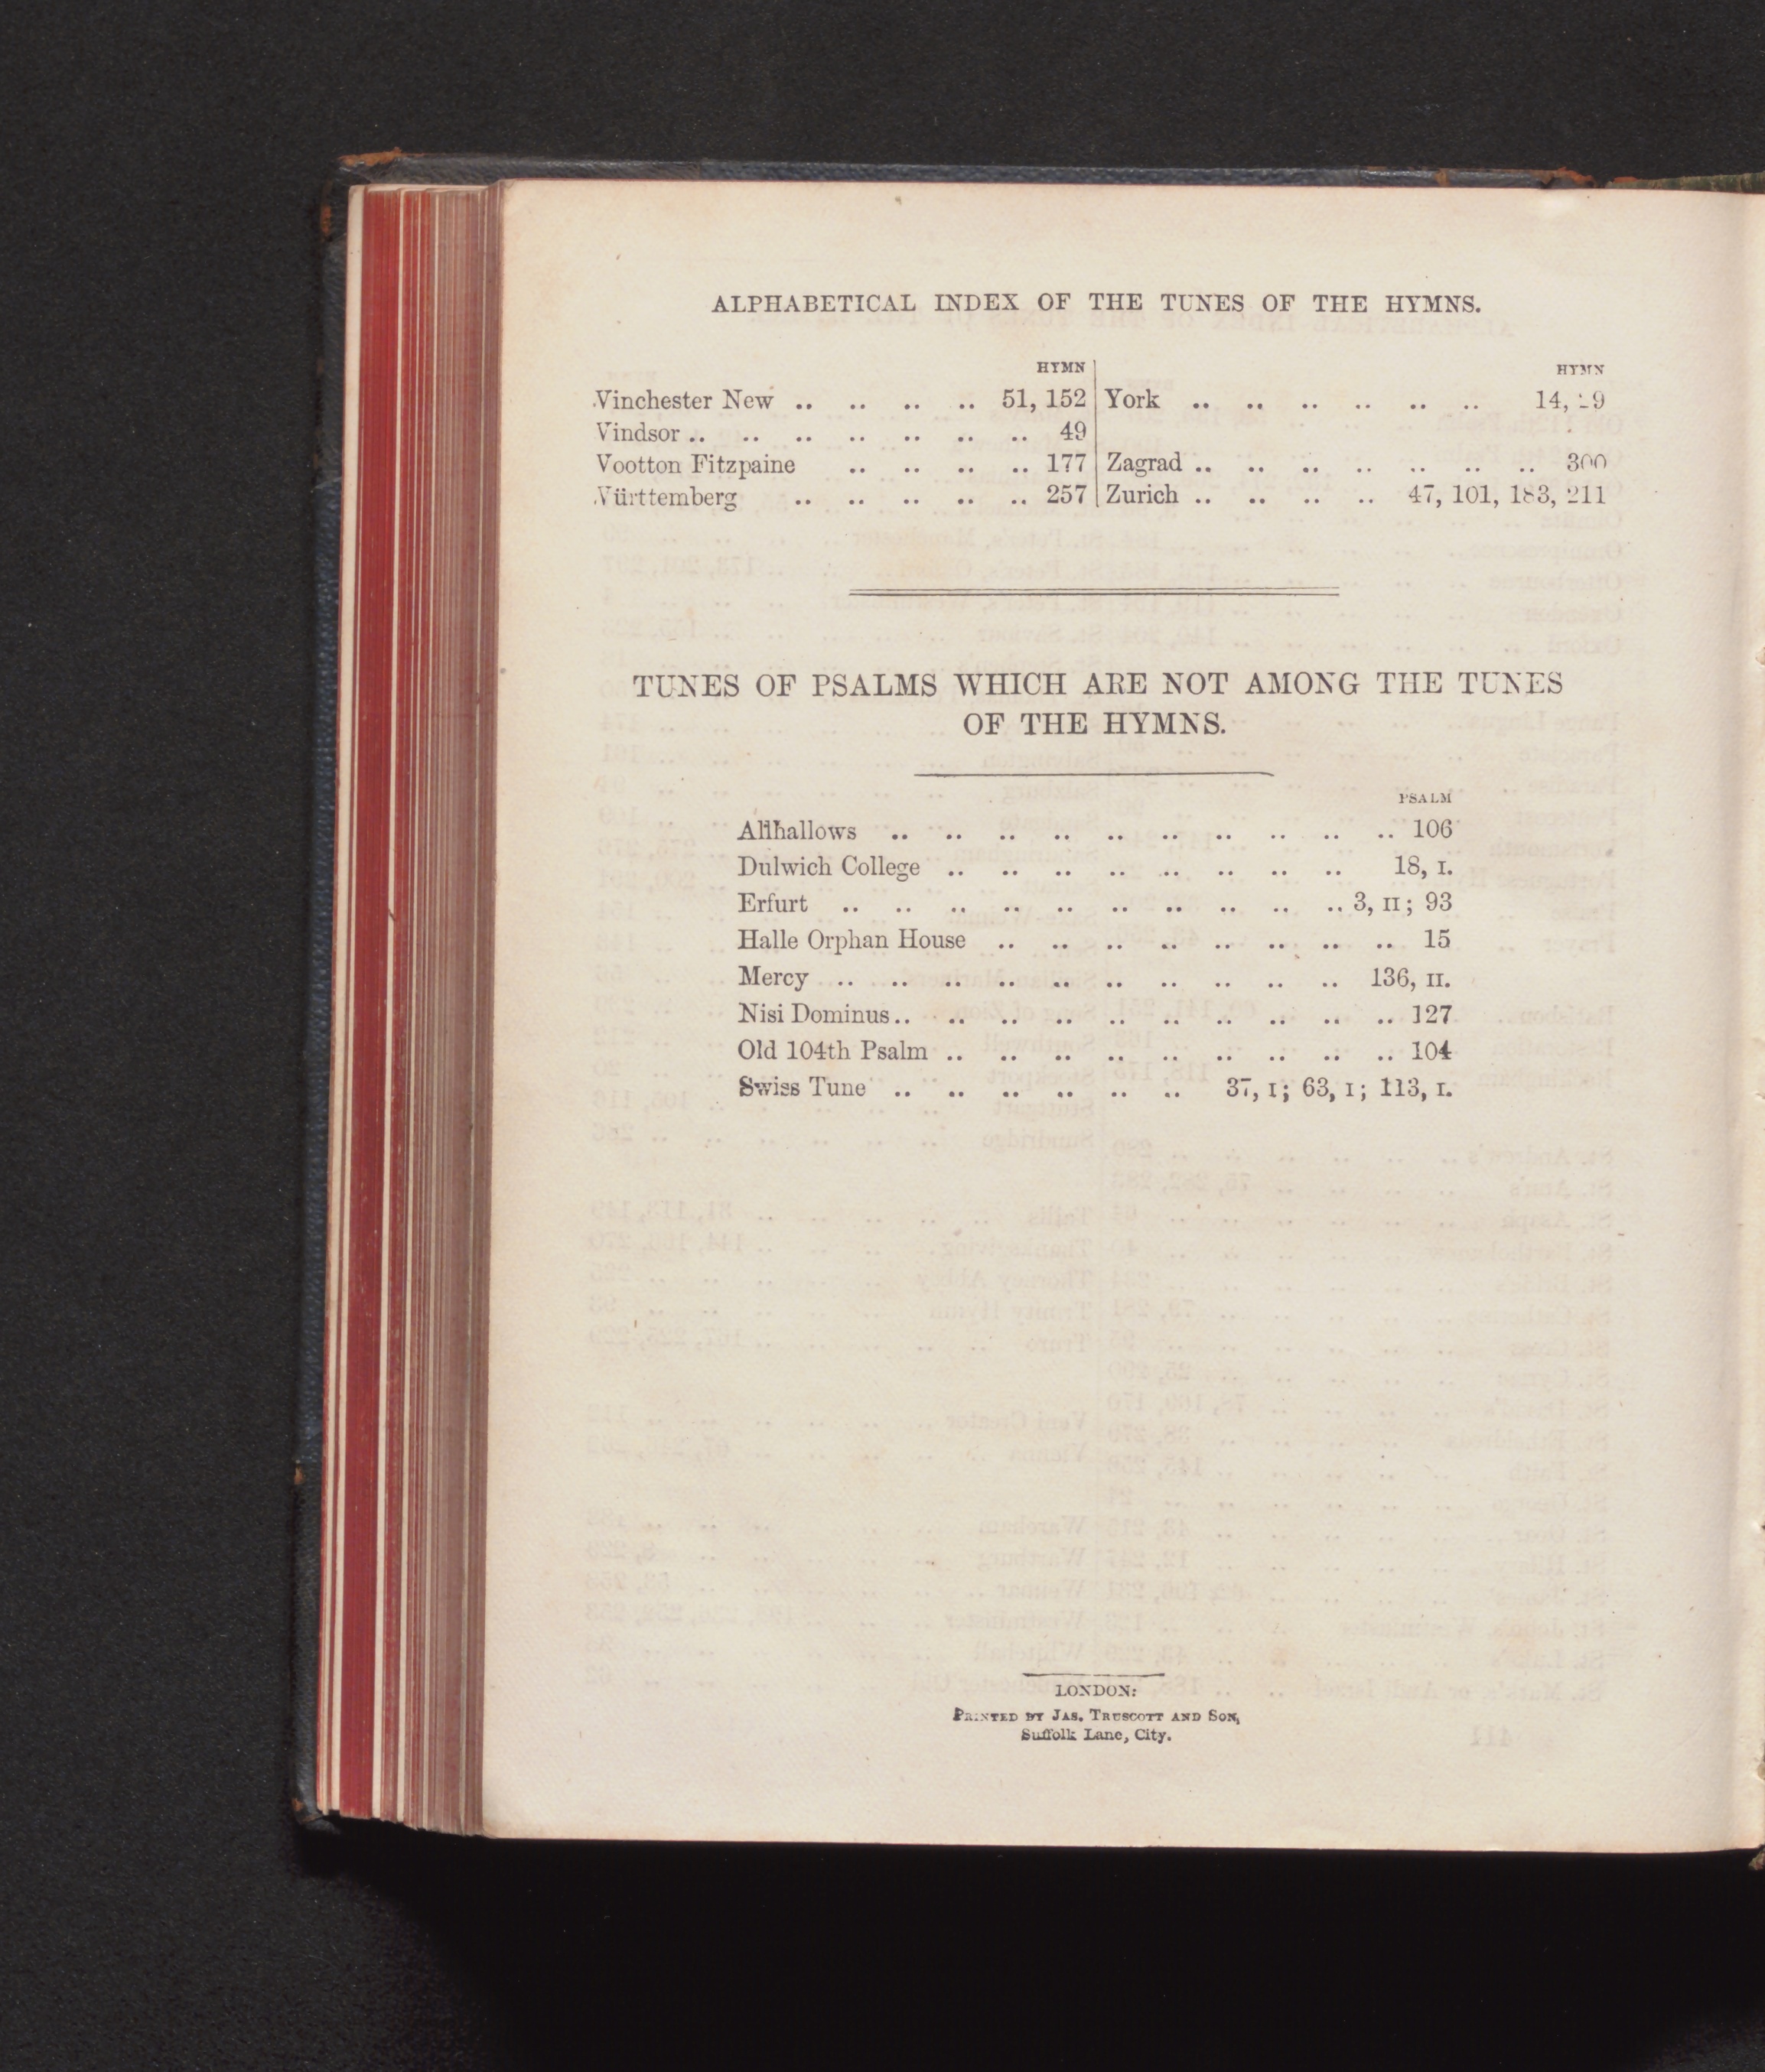 ALPHABETICAL INDEX OF THE TUNES OF THE HYMNS.
HYMN
Vinchester New .. .. .. .. 51, 152
Vindsor .. .. .. .. .. .. .. 49
Vootton Fitzpaine .. .. .. .. 177
Vürttemberg .. .. .. .. .. 257
HYMN
York .. .. .. .. .. .. 14, 29
Zagrad .. .. .. .. .. .. .. 300
Zurich .. .. .. .. 47, 101, 183, 211
TUNES OF PSALMS WHICH ARE NOT AMONG THE TUNES
OF THE HYMNS.
PSALM
Allhallows .. .. .. .. .. .. .. .. .. .. 106
Dulwich College .. .. .. .. .. .. .. .. 18, I.
Erfurt .. .. .. .. .. .. .. .. .. .. 3, II; 93
Halle Orphan House .. .. .. .. .. .. .. .. 15
Mercy .. .. .. .. .. .. .. .. .. .. 136, II.
Nisi Dominus .. .. .. .. .. .. .. .. .. .. 127
Old 104th Psalm .. .. .. .. .. .. .. .. .. 104
Swiss Tune .. .. .. .. .. .. 37, I; 63, I; 113, I.
LONDON:
PRINTED BY JAS. TRUSCOTT AND SON,
Suffolk Lane, City.